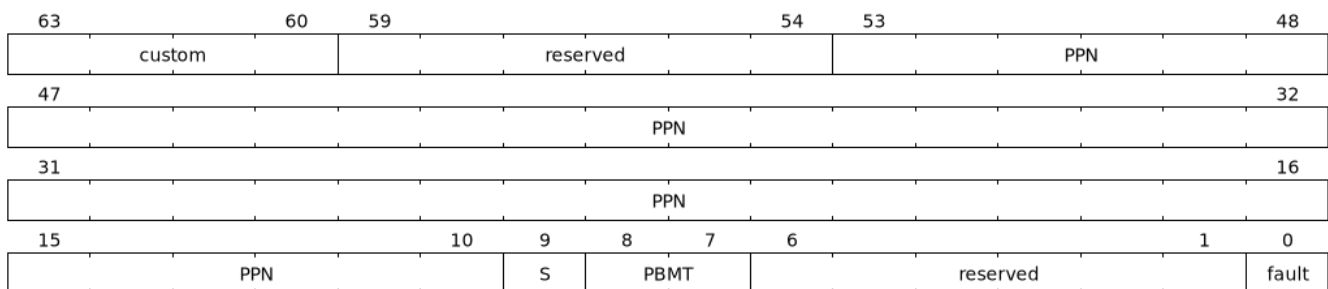 63 60 59 54 53 48
custom reserved PPN
47 32
PPN
31 16
PPN
15 10 9 8 7 6 1 0
PPN S PBMT reserved fault